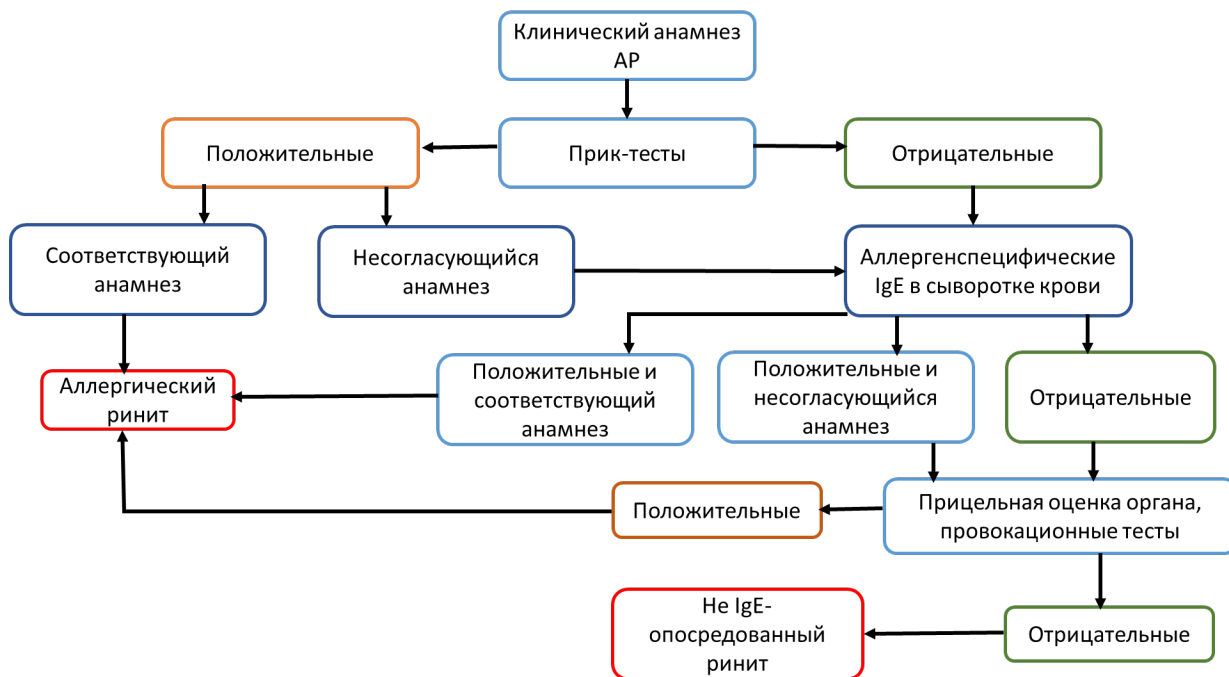 Клинический анамнез
АР
Положительные
Прик-тесты
Отрицательные
Соответствующий
анамнез
Несогласующийся
анамнез
Аллергенспецифические
IgE в сыворотке крови
Аллергический
ринит
Положительные и
соответствующий
анамнез
Положительные и
несогласующийся
анамнез
Отрицательные
Положительные
Прицельная оценка органа,
провокационные тесты
Не IgE-
опосредованный
ринит
Отрицательные